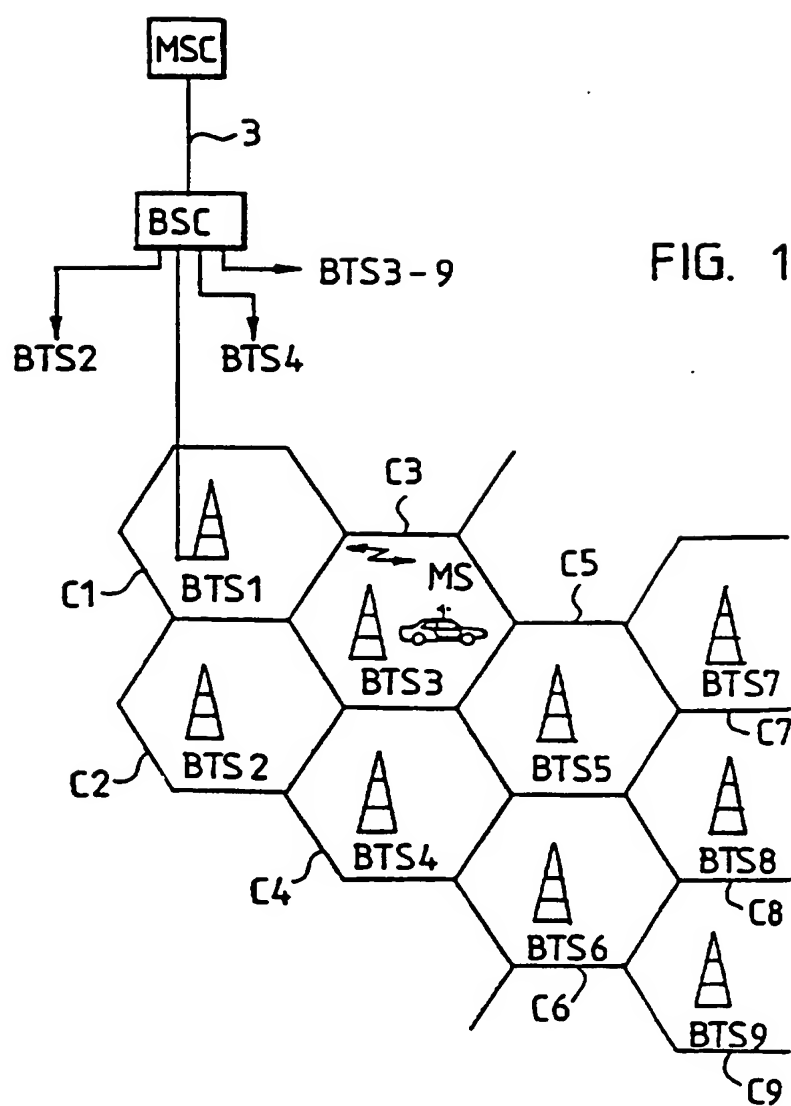 MSC
3
BSC
BTS3-9
FIG. 1
BTS2
BTS4
C3
MS
C5
C1
BTS1
BTS3
BTS7
C7
C2
BTS2
BTS5
C4
BTS4
BTS8
C8
BTS6
C6
BTS9
C9